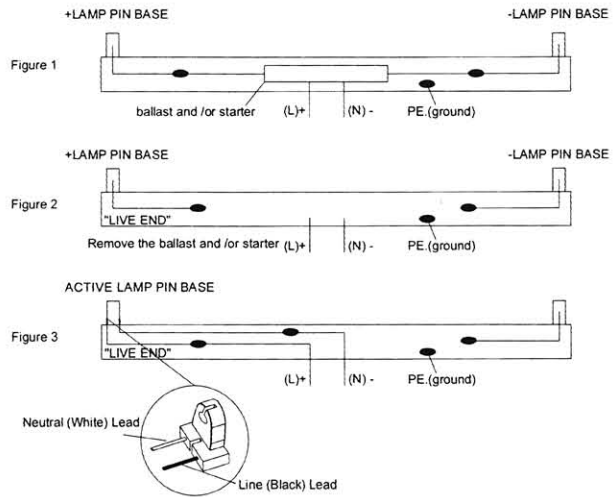 +LAMP PIN BASE
-LAMP PIN BASE
Figure 1
ballast and /or starter
(L)+
(N) -
PE.(ground)
+LAMP PIN BASE
-LAMP PIN BASE
Figure 2
"LIVE END"
Remove the ballast and /or starter
(L)+
(N) -
PE.(ground)
ACTIVE LAMP PIN BASE
Figure 3
"LIVE END"
(L)+
(N) -
PE.(ground)
Neutral (White) Lead
Line (Black) Lead